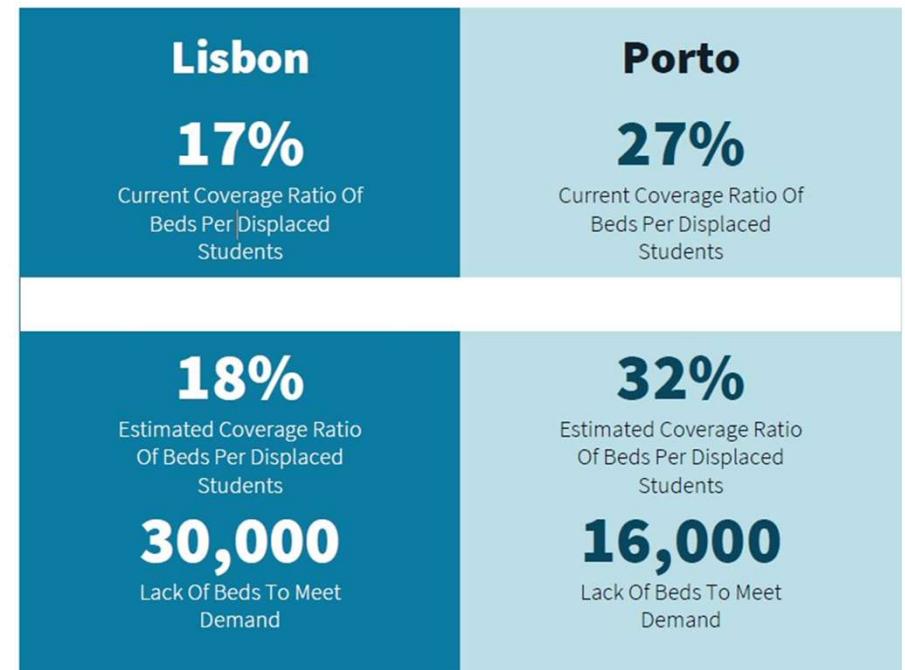 Lisbon
17%
Current Coverage Ratio Of
Beds Per Displaced
Students
Porto
27%
Current Coverage Ratio Of
Beds Per Displaced
Students
18%
Estimated Coverage Ratio
Of Beds Per Displaced
Students
30,000
Lack Of Beds To Meet
Demand
32%
Estimated Coverage Ratio
Of Beds Per Displaced
Students
16,000
Lack Of Beds To Meet
Demand